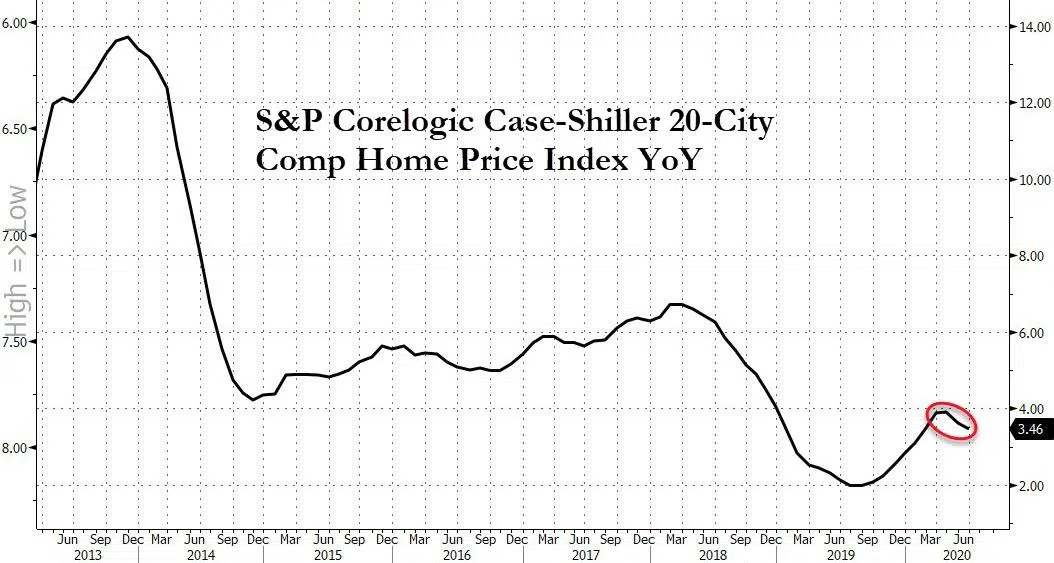 S&P Corelogic Case-Shiller 20-City
Comp Home Price Index YoY
6.00
6.50
7.00
7.50
8.00
High => Low
14.00
12.00
10.00
8.00
6.00
4.00
3.46
2.00
Jun Sep Dec Mar Jun Sep Dec Mar Jun Sep Dec Mar Jun Sep Dec Mar Jun Sep Dec Mar Jun Sep Dec Mar Jun Sep Dec Mar Jun
2013 2014 2015 2016 2017 2018 2019 2020